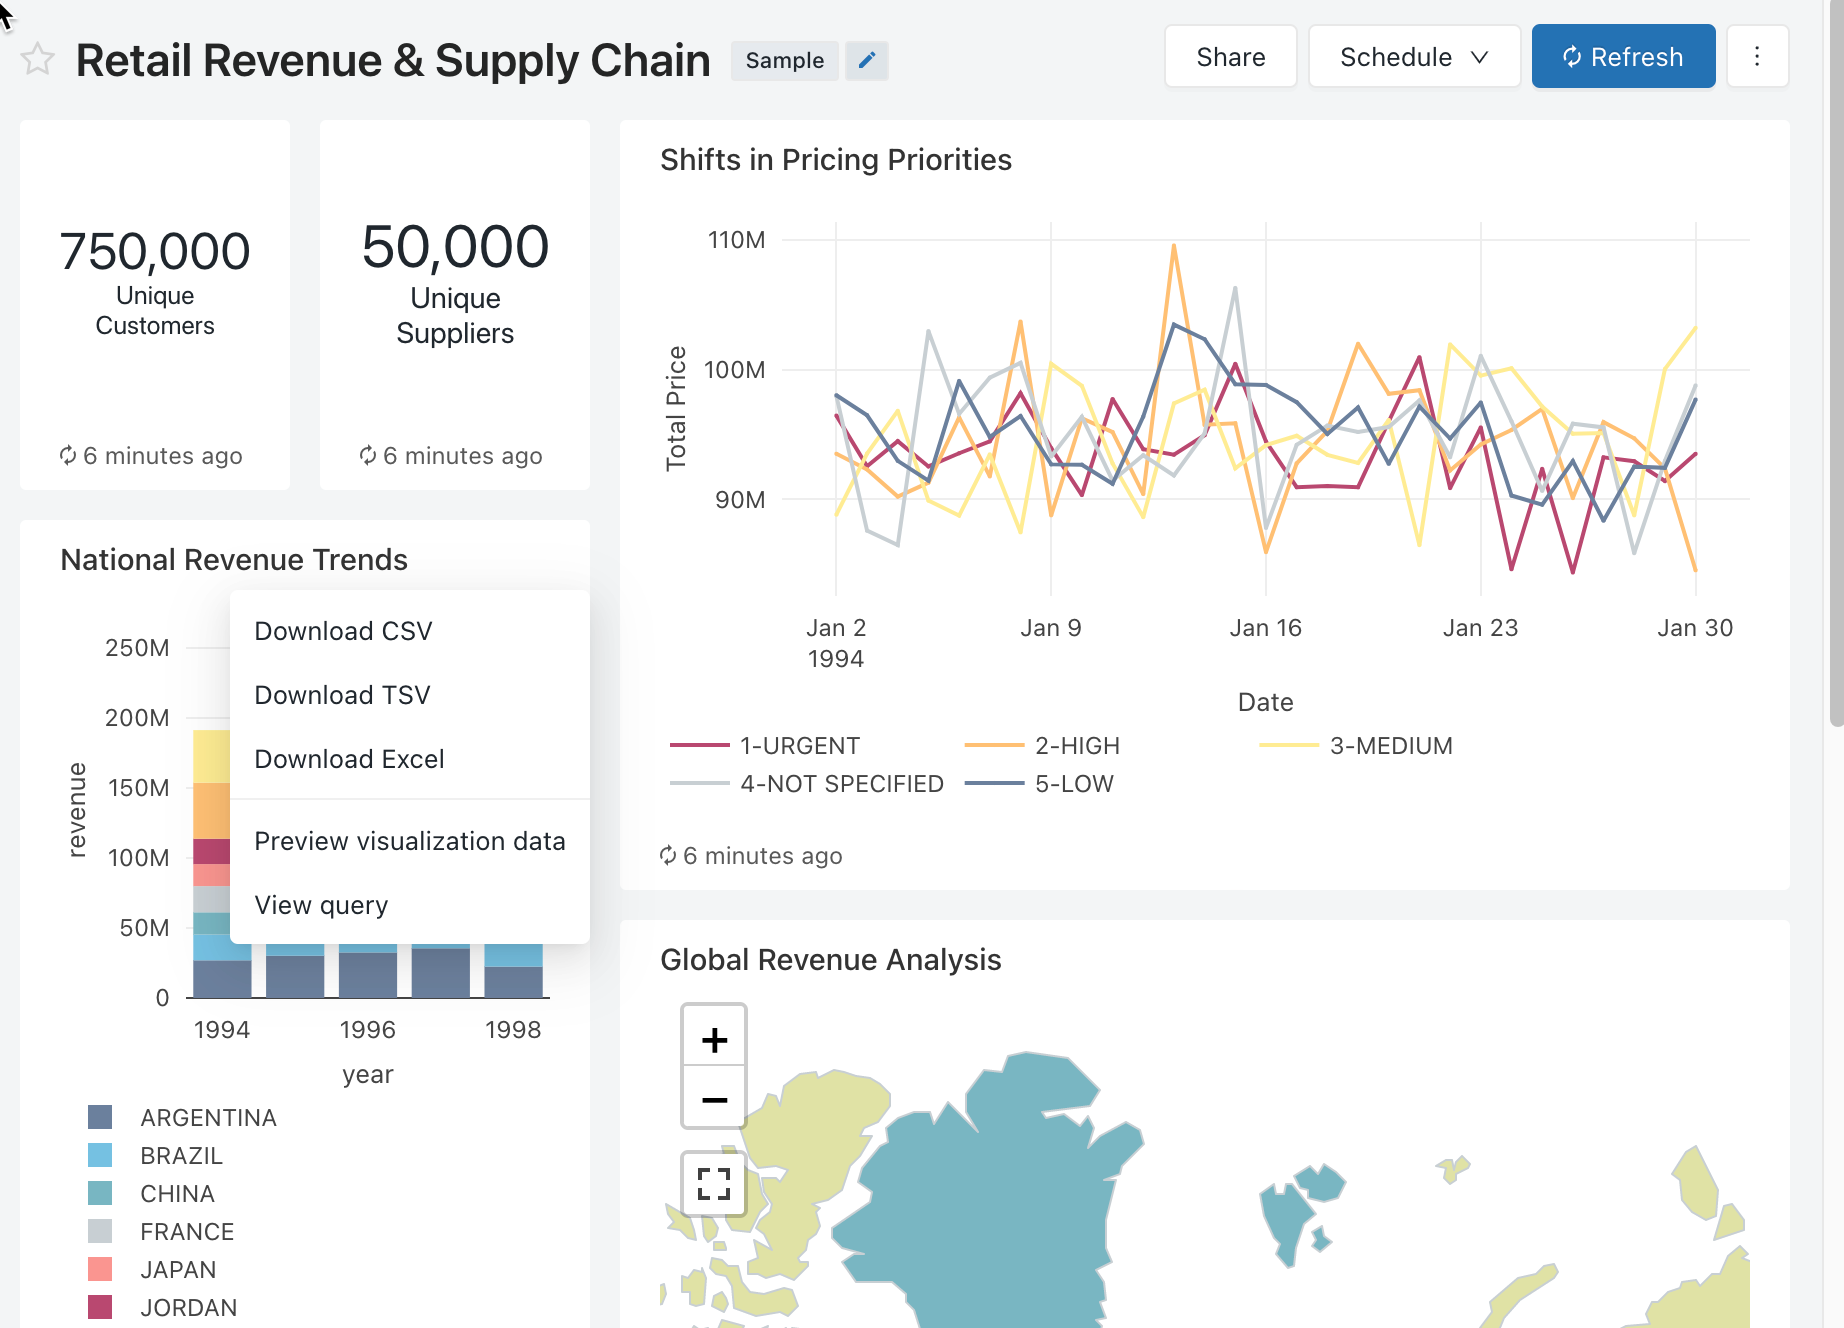 Retail Revenue & Supply Chain
Sample
Share
Schedule
Refresh
750,000
Unique
Customers
6 minutes ago
50,000
Unique
Suppliers
6 minutes ago
Shifts in Pricing Priorities
110M
100M
90M
Total Price
Jan 2
1994
Jan 9
Jan 16
Jan 23
Jan 30
Date
1-URGENT
2-HIGH
3-MEDIUM
4-NOT SPECIFIED
5-LOW
6 minutes ago
National Revenue Trends
Download CSV
Download TSV
Download Excel
Preview visualization data
View query
250M
200M
150M
100M
50M
0
revenue
1994
1996
1998
year
ARGENTINA
BRAZIL
CHINA
FRANCE
JAPAN
JORDAN
Global Revenue Analysis
+
−